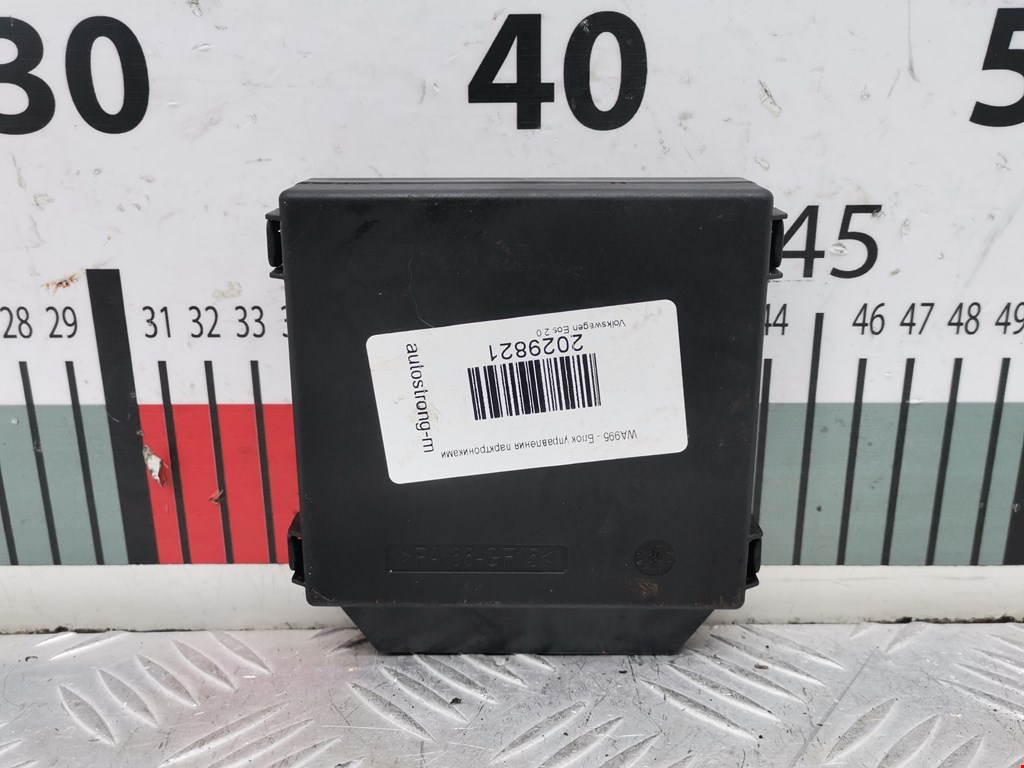 30 40 5
45
28 29 31 32 33 3 44 46 47 48 49
WA995 - Блок управления парктрониками
2029821
Volkswagen Eos 2.0
autostrong-m